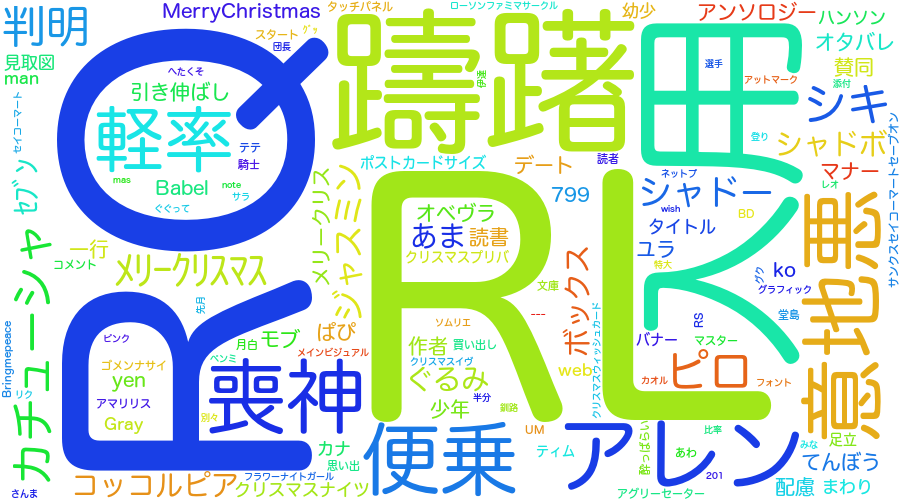 判明
MerryChristmas
タッチパネル
ローソンファミマサークル
幼少
アンソロジー
ハンソン
オタバレ
見取図
man
スタート
団長
へたくそ
引き伸ばし
躊躇
選手
賛同
アットマーク
添付
シキ
軽率
RQ
テテ
騎士
Babel
mas
note
サラ
ぐぐって
ポストカードサイズ
デート
読者
799
ネットプ
登り
シャドボ
マナー
レオ
シャドー
wish
BD
タイトル
ユラ
セイコーマート
セブン
カチューシャ
メリークリス
ジャスミン
オベヴラ
あま
読書
クリスマスプリパ
RLK
意地悪
サンクスセイコーマートセーブオン
一行
コメント
メリークリスマス
先月
特大
グク
ko
グラフィック
文庫
ボックス
---
RS
堂島
Bringmepeace
ピンク
ぱぴ
ソムリエ
モブ
月白
メインビジュアル
ベンミ
作者
買い出し
クリスマスイヴ
クリスマスウィッシュカード
バナー
マスター
ゴメンナサイ
yen
リク
アマリリス
Gray
別々
喪神
ぐるみ
web
カオル
ピロ
フォント
少年
半分
釧路
UM
カナ
思い出
便乗
ティム
アレン
酔っぱらい
あわ
比率
みな
足立
てんぼう
さんま
コッコルピア
フラワーナイトガール
クリスマスナイツ
アグリーセーター
201
配慮
まわり